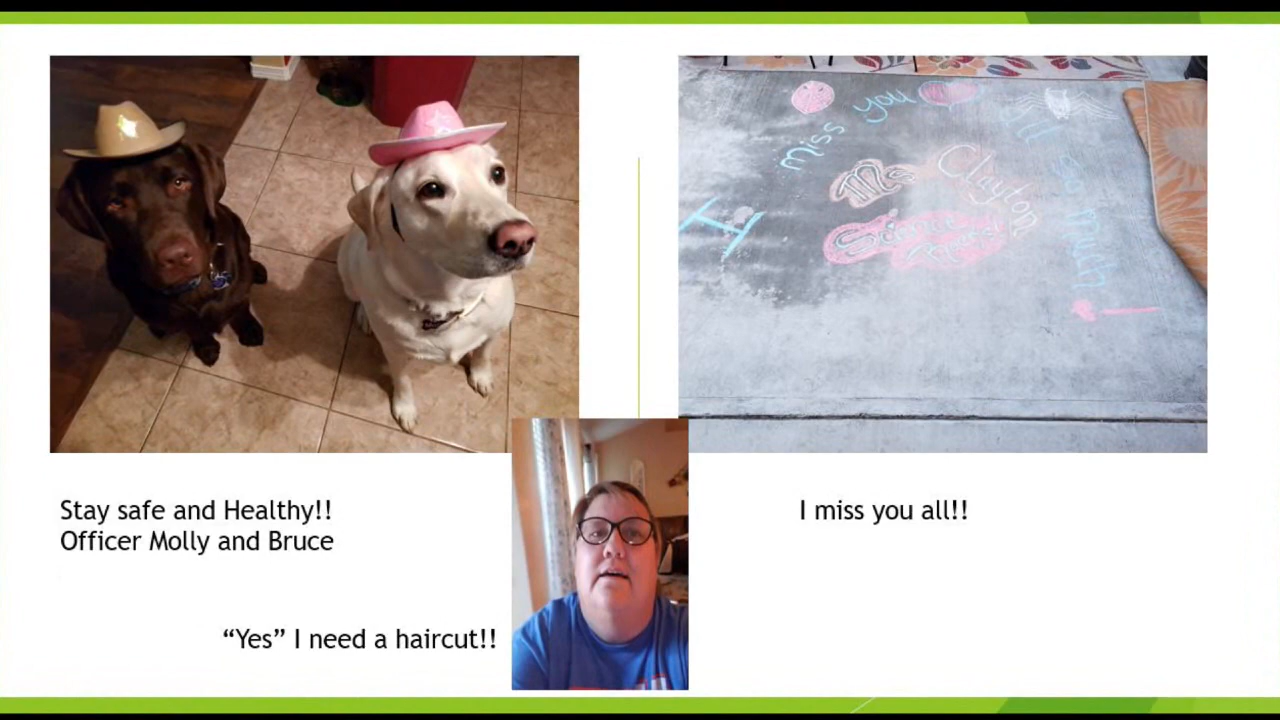 I miss you all so much!
Ms Clayton
Science
Stay safe and Healthy!!
Officer Molly and Bruce
“Yes” I need a haircut!!
I miss you all!!